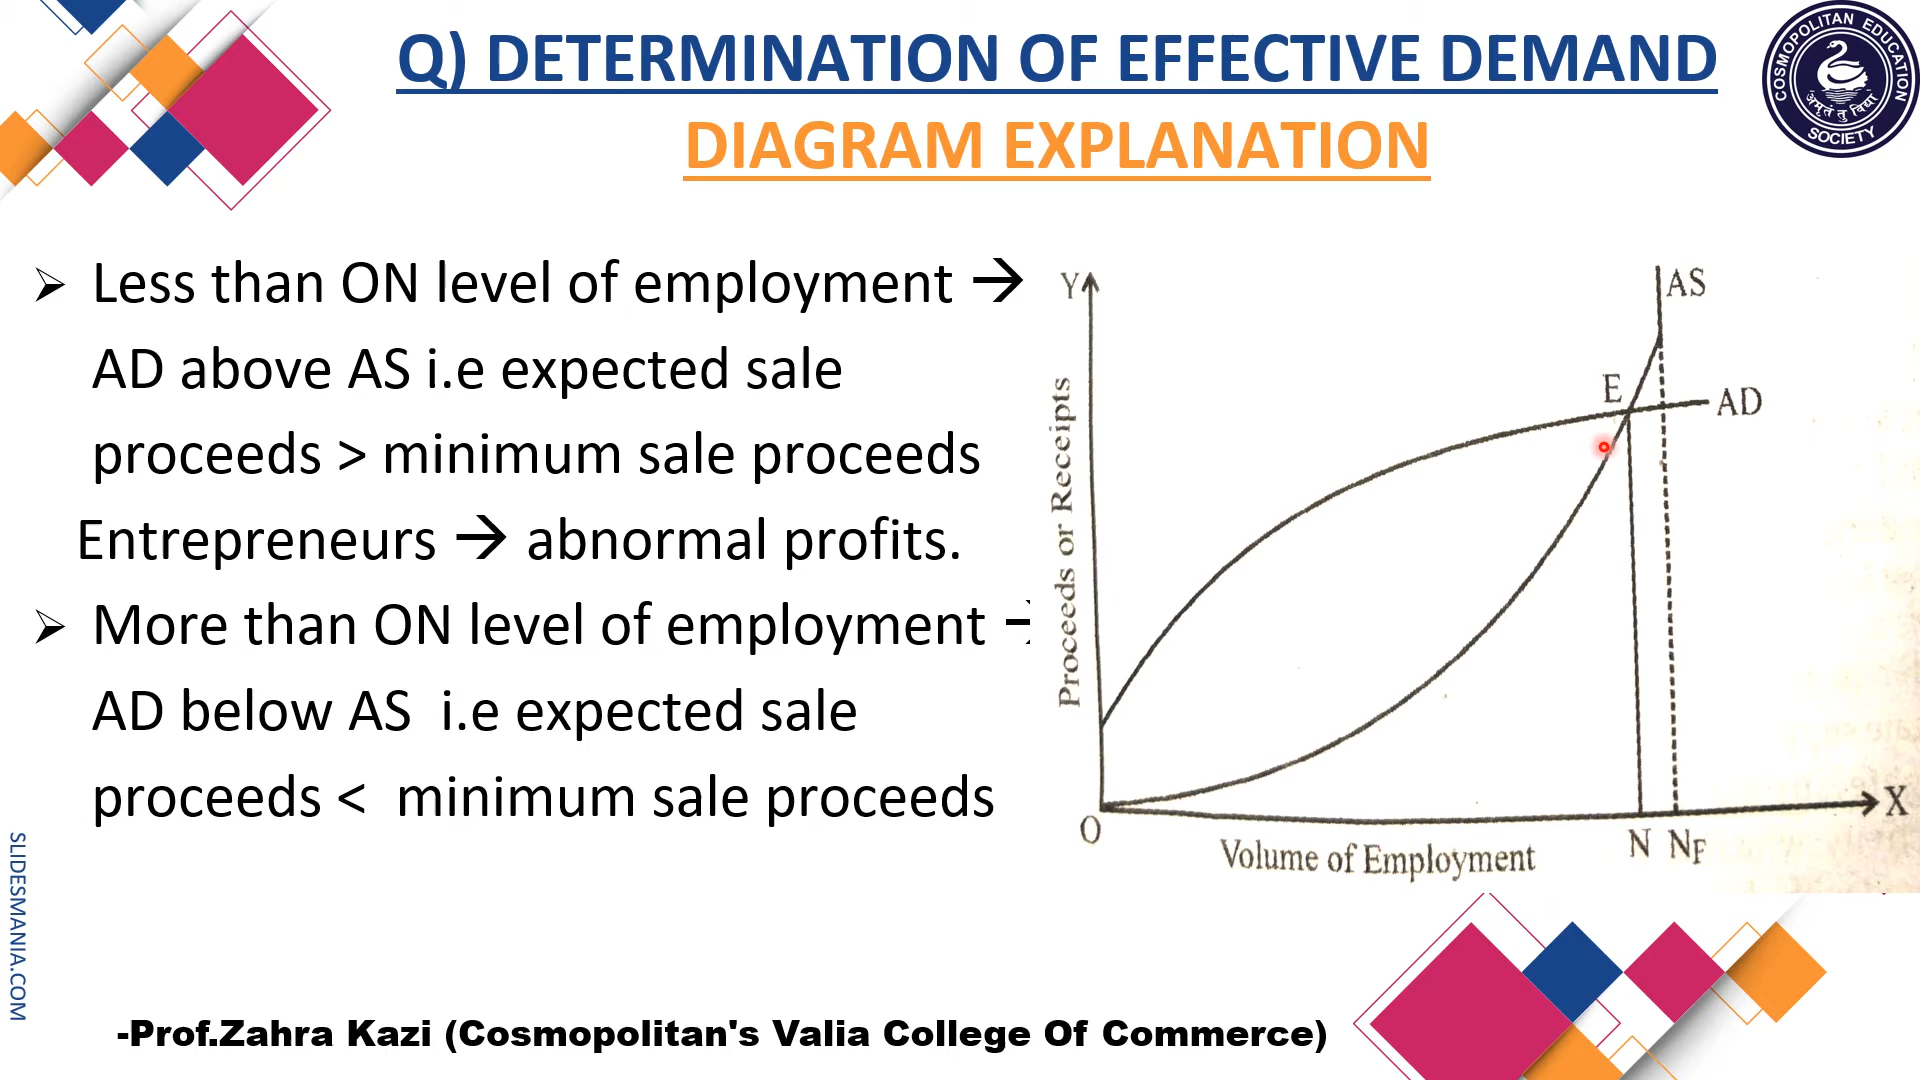 Q) DETERMINATION OF EFFECTIVE DEMAND
DIAGRAM EXPLANATION
COSMOPOLITAN EDUCATION
अमृतं तु विद्या
SOCIETY
➢ Less than ON level of employment →
AD above AS i.e expected sale
proceeds > minimum sale proceeds
Entrepreneurs → abnormal profits.
➢ More than ON level of employment →
AD below AS i.e expected sale
proceeds < minimum sale proceeds
Y
AS
E
AD
Proceeds or Receipts
O
X
N NF
Volume of Employment
SLIDESMANIA.COM
-Prof.Zahra Kazi (Cosmopolitan's Valia College Of Commerce)